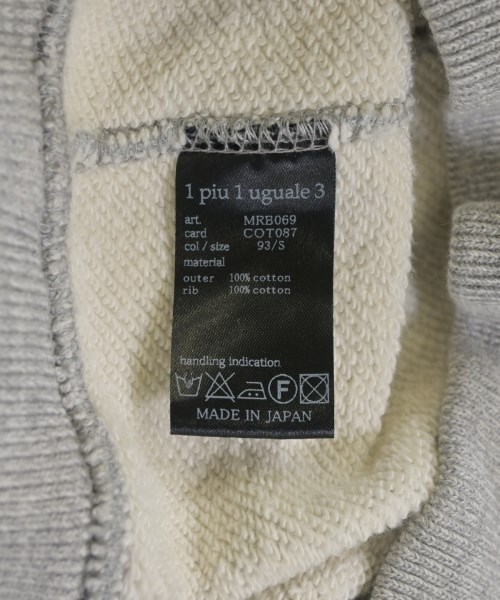 1 piu 1 uguale 3
art. MRB069
card COT087
col / size 93/S
material
outer 100% cotton
rib 100% cotton
handling indication
F
MADE IN JAPAN